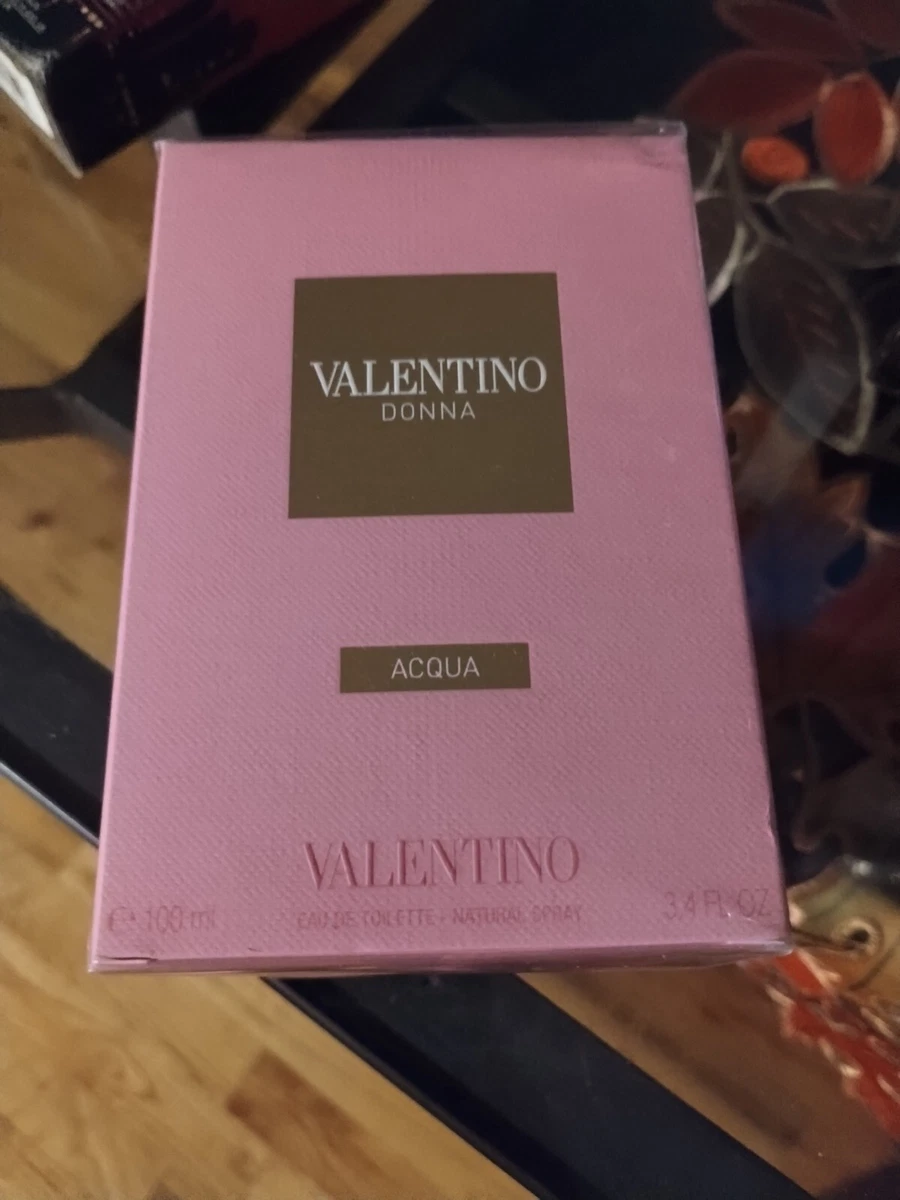 VALENTINO
DONNA
ACQUA
VALENTINO
℮ 100 ml EAU DE TOILETTE - NATURAL SPRAY 3.4 FL. OZ.